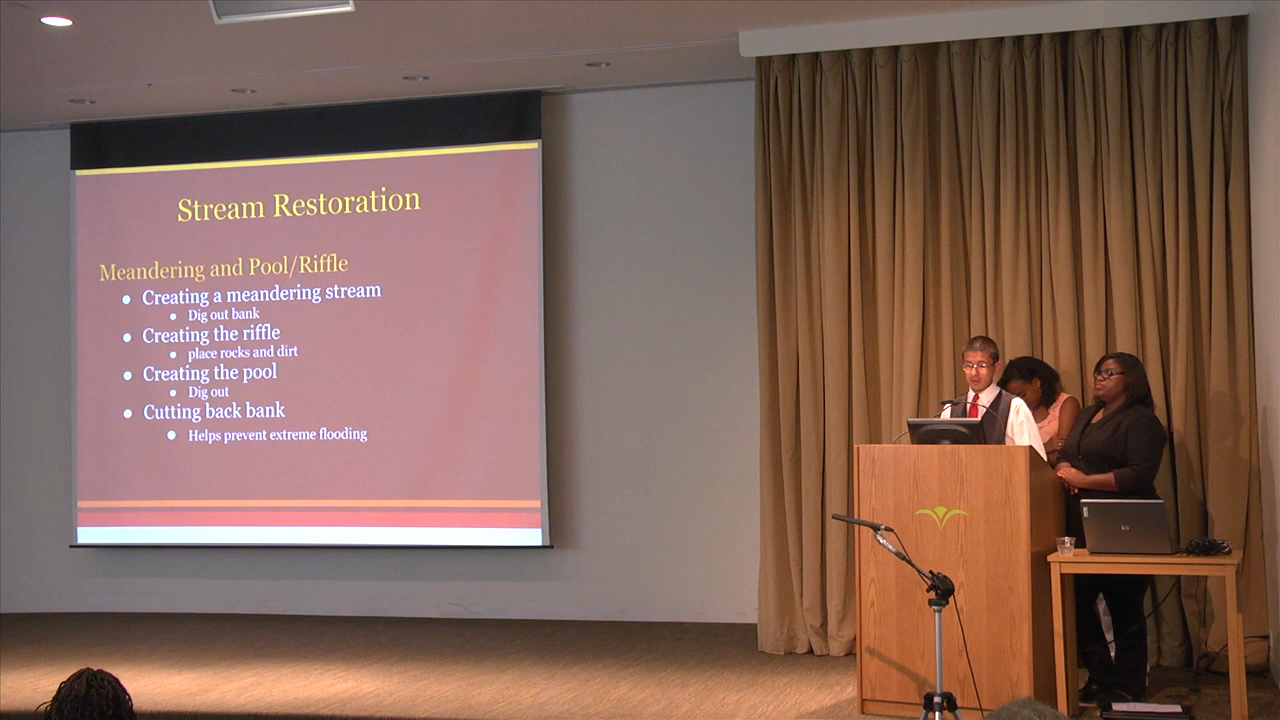 Stream Restoration
Meandering and Pool/Riffle
Creating a meandering stream
Dig out bank
Creating the riffle
place rocks and dirt
Creating the pool
Dig out
Cutting back bank
Helps prevent extreme flooding